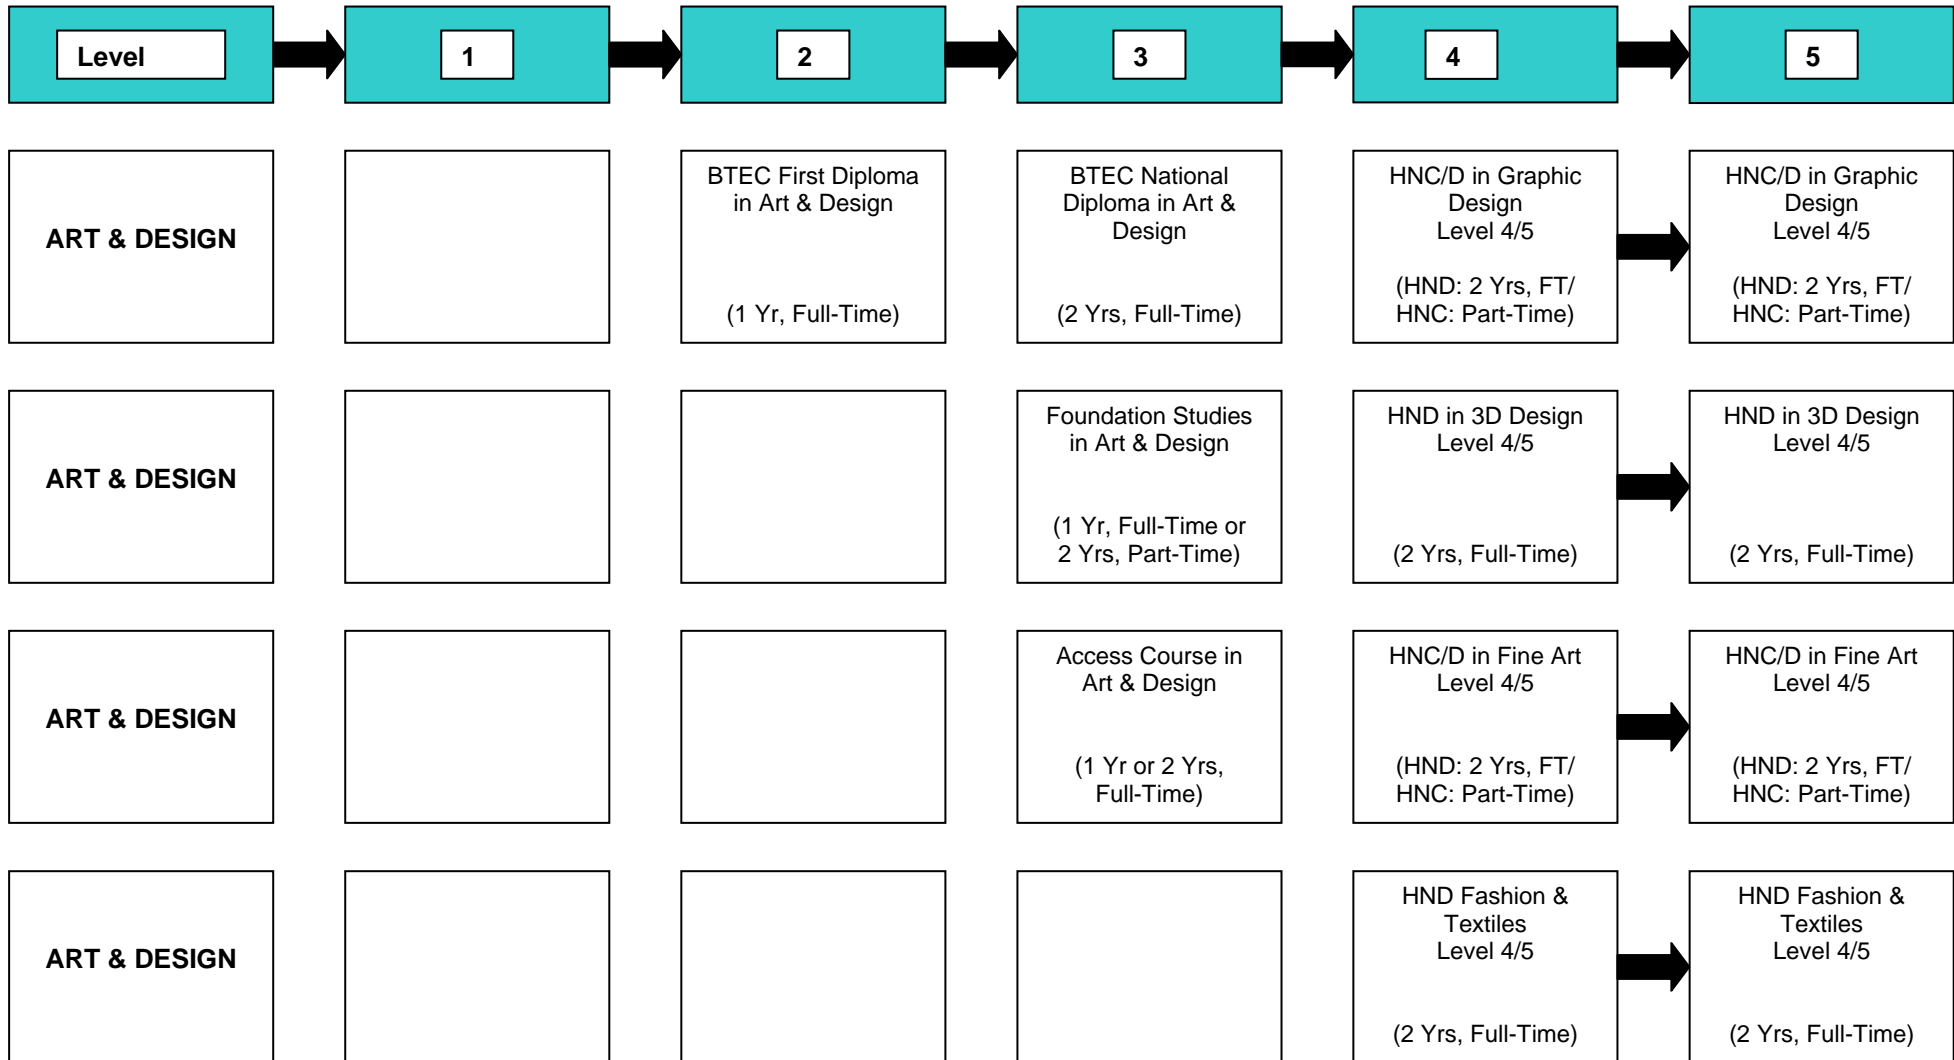 Level
1
2
3
4
5
ART & DESIGN
BTEC First Diploma
in Art & Design
(1 Yr, Full-Time)
BTEC National
Diploma in Art &
Design
(2 Yrs, Full-Time)
HNC/D in Graphic
Design
Level 4/5
(HND: 2 Yrs, FT/
HNC: Part-Time)
HNC/D in Graphic
Design
Level 4/5
(HND: 2 Yrs, FT/
HNC: Part-Time)
ART & DESIGN
Foundation Studies
in Art & Design
(1 Yr, Full-Time or
2 Yrs, Part-Time)
HND in 3D Design
Level 4/5
(2 Yrs, Full-Time)
HND in 3D Design
Level 4/5
(2 Yrs, Full-Time)
ART & DESIGN
Access Course in
Art & Design
(1 Yr or 2 Yrs,
Full-Time)
HNC/D in Fine Art
Level 4/5
(HND: 2 Yrs, FT/
HNC: Part-Time)
HNC/D in Fine Art
Level 4/5
(HND: 2 Yrs, FT/
HNC: Part-Time)
ART & DESIGN
HND Fashion &
Textiles
Level 4/5
(2 Yrs, Full-Time)
HND Fashion &
Textiles
Level 4/5
(2 Yrs, Full-Time)